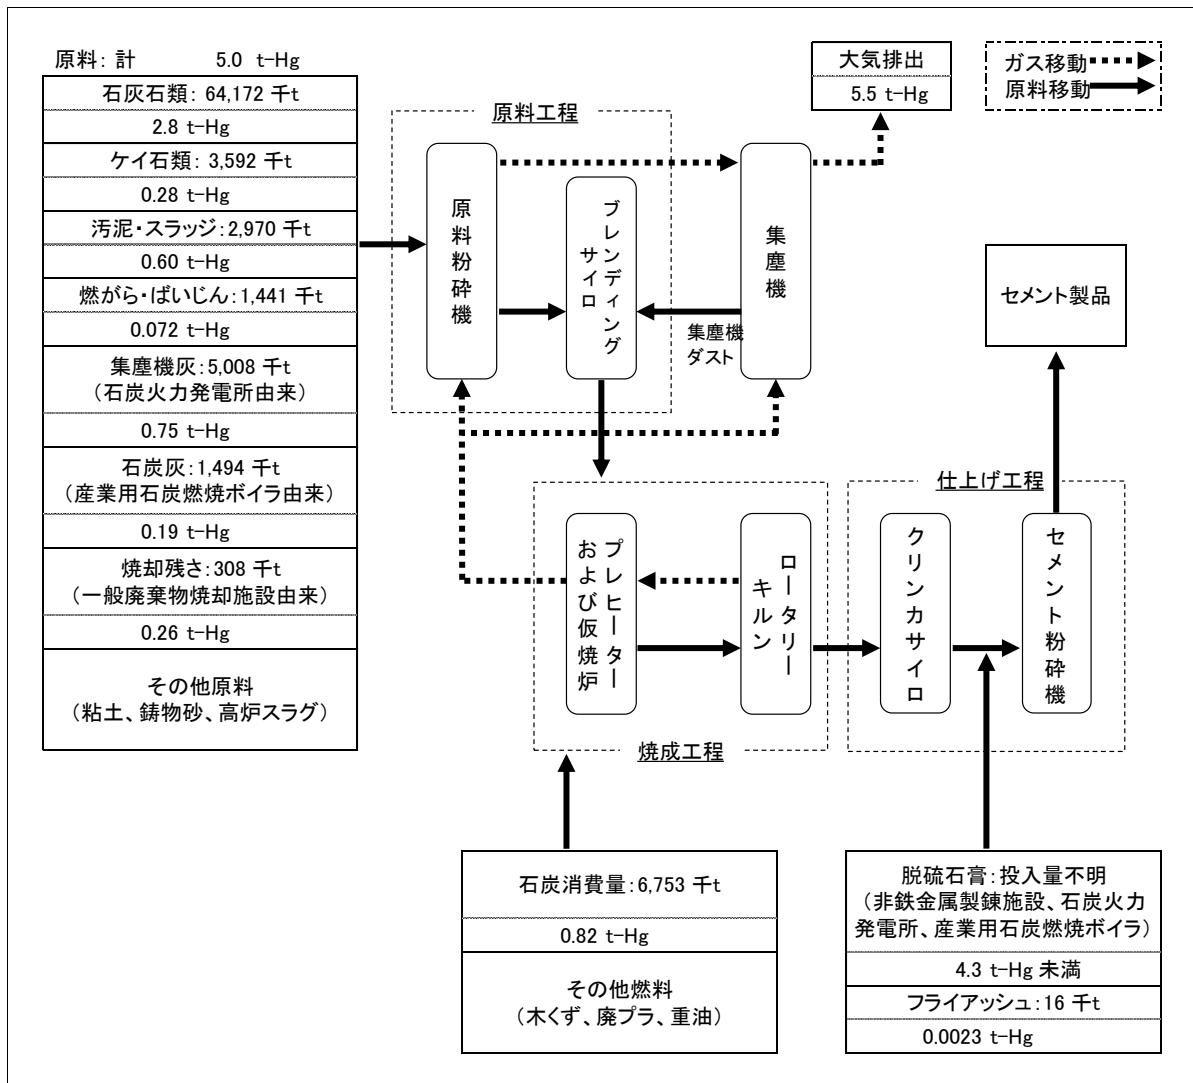 原料: 計 5.0 t-Hg
石灰石類: 64,172 千t
2.8 t-Hg
ケイ石類: 3,592 千t
0.28 t-Hg
汚泥・スラッジ:2,970 千t
0.60 t-Hg
燃がら・ばいじん:1,441 千t
0.072 t-Hg
集塵機灰:5,008 千t
(石炭火力発電所由来)
0.75 t-Hg
石炭灰:1,494 千t
(産業用石炭燃焼ボイラ由来)
0.19 t-Hg
焼却残さ:308 千t
(一般廃棄物焼却施設由来)
0.26 t-Hg
その他原料
(粘土、鋳物砂、高炉スラグ)
原料工程
原料粉砕機
ブレンディング
サイロ
集塵機
集塵機
ダスト
大気排出
5.5 t-Hg
ガス移動
原料移動
セメント製品
プレヒーター
および仮焼炉
ロータリー
キルン
焼成工程
仕上げ工程
クリンカサイロ
セメント粉砕機
石炭消費量:6,753 千t
0.82 t-Hg
その他燃料
(木くず、廃プラ、重油)
脱硫石膏:投入量不明
(非鉄金属製錬施設、石炭火力
発電所、産業用石炭燃焼ボイラ)
4.3 t-Hg 未満
フライアッシュ:16 千t
0.0023 t-Hg